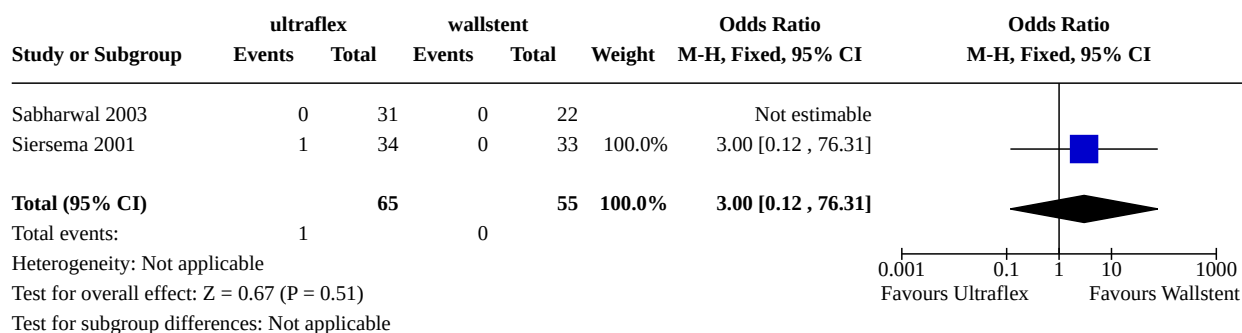 ultraflex wallstent Odds Ratio Odds Ratio
Study or Subgroup Events Total Events Total Weight M-H, Fixed, 95% CI M-H, Fixed, 95% CI
Sabharwal 2003 0 31 0 22 Not estimable
Siersema 2001 1 34 0 33 100.0% 3.00 [0.12 , 76.31]
Total (95% CI) 65 55 100.0% 3.00 [0.12 , 76.31]
Total events: 1 0
Heterogeneity: Not applicable
Test for overall effect: Z = 0.67 (P = 0.51)
Test for subgroup differences: Not applicable
0.001 0.1 1 10 1000
Favours Ultraflex Favours Wallstent